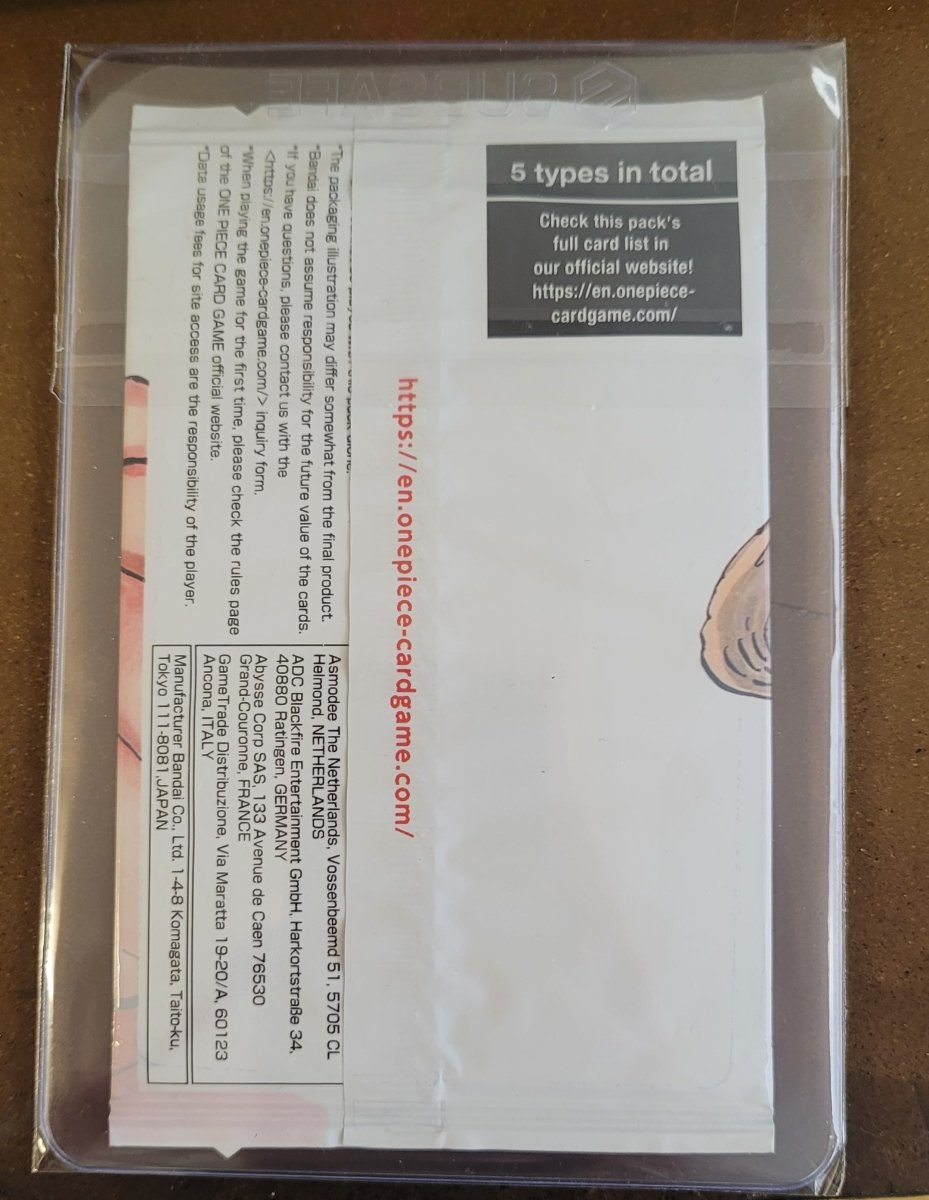 5 types in total
Check this pack's
full card list in
our official website!
https://en.onepiece-
cardgame.com/
https://en.onepiece-cardgame.com/
*The packaging illustration may differ somewhat from the final product.
*Bandai does not assume responsibility for the future value of the cards.
*If you have questions, please contact us with the
<https://en.onepiece-cardgame.com/> inquiry form.
*When playing the game for the first time, please check the rules page
of the ONE PIECE CARD GAME official website.
*Data usage fees for site access are the responsibility of the player.
Asmodee The Netherlands, Vossenbeemd 51, 5705 CL
Helmond, NETHERLANDS
ADC Blackfire Entertainment GmbH, Harkortstraße 34,
40880 Ratingen, GERMANY
Abysse Corp SAS, 133 Avenue de Caen 76530
Grand-Couronne, FRANCE
GameTrade Distribuzione, Via Maratta 19-20/A, 60123
Ancona, ITALY
Manufacturer Bandai Co., Ltd. 1-4-8 Komagata, Taito-ku,
Tokyo 111-8081,JAPAN